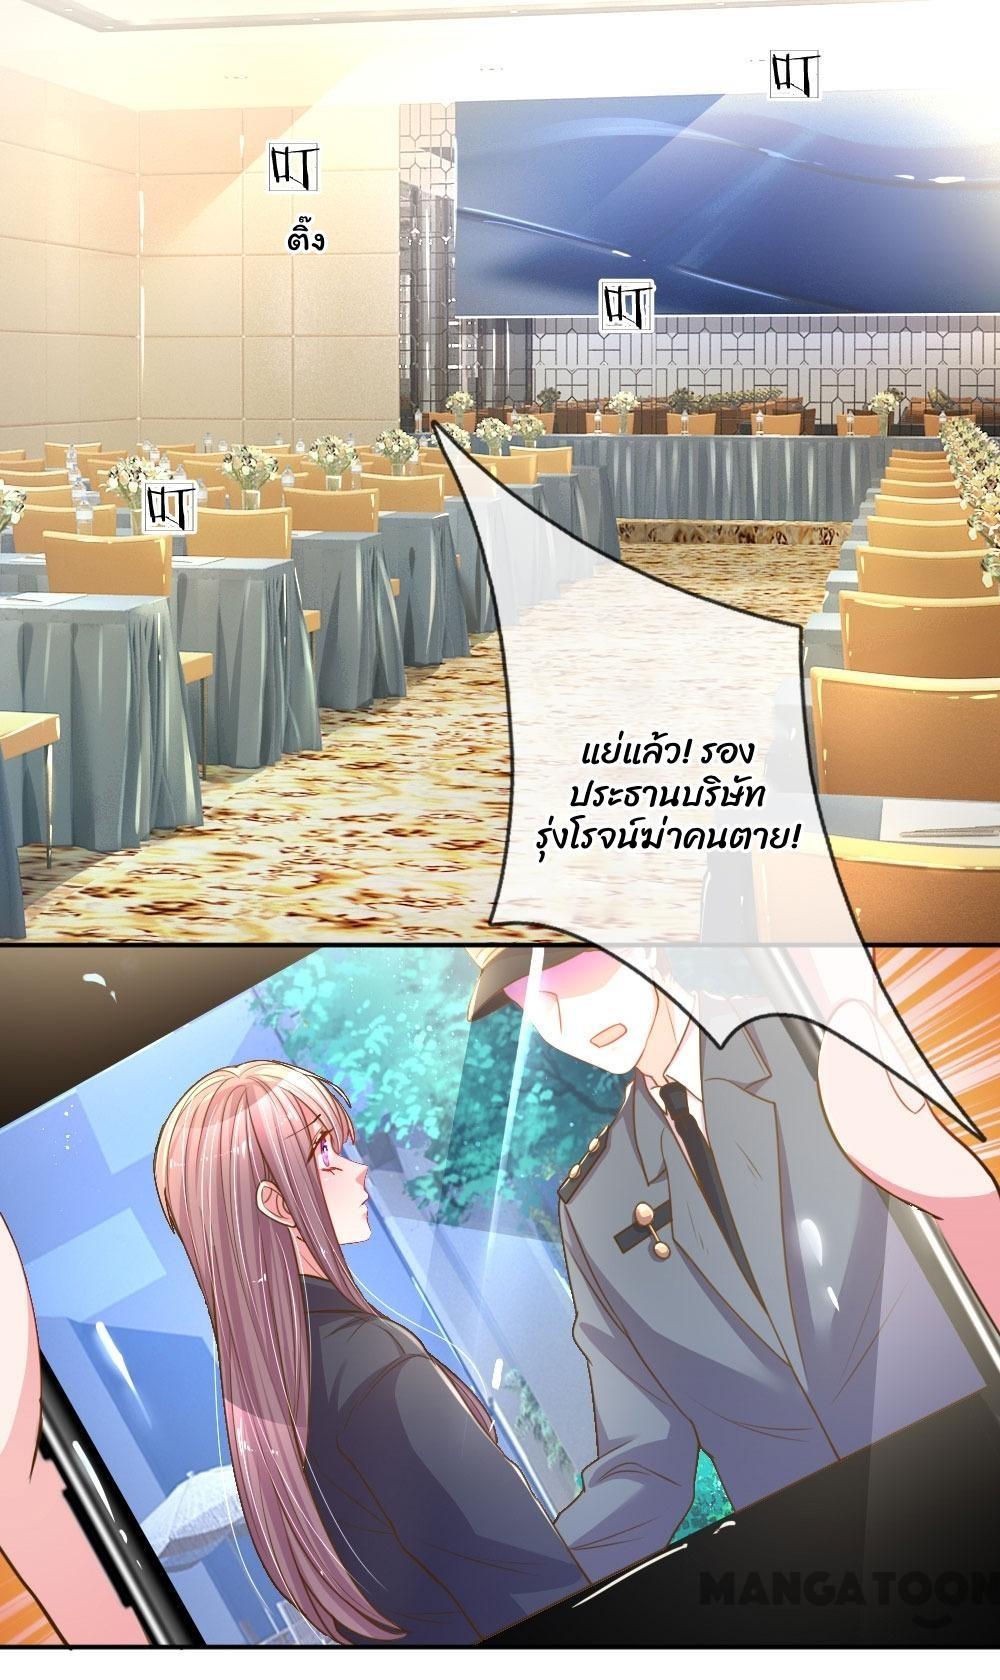 叮
叮
ติ๊ง
叮
叮
แย่แล้ว! รอง
ประธานบริษัท
รุ่งโรจน์ฆ่าคนตาย!
MANGATOON